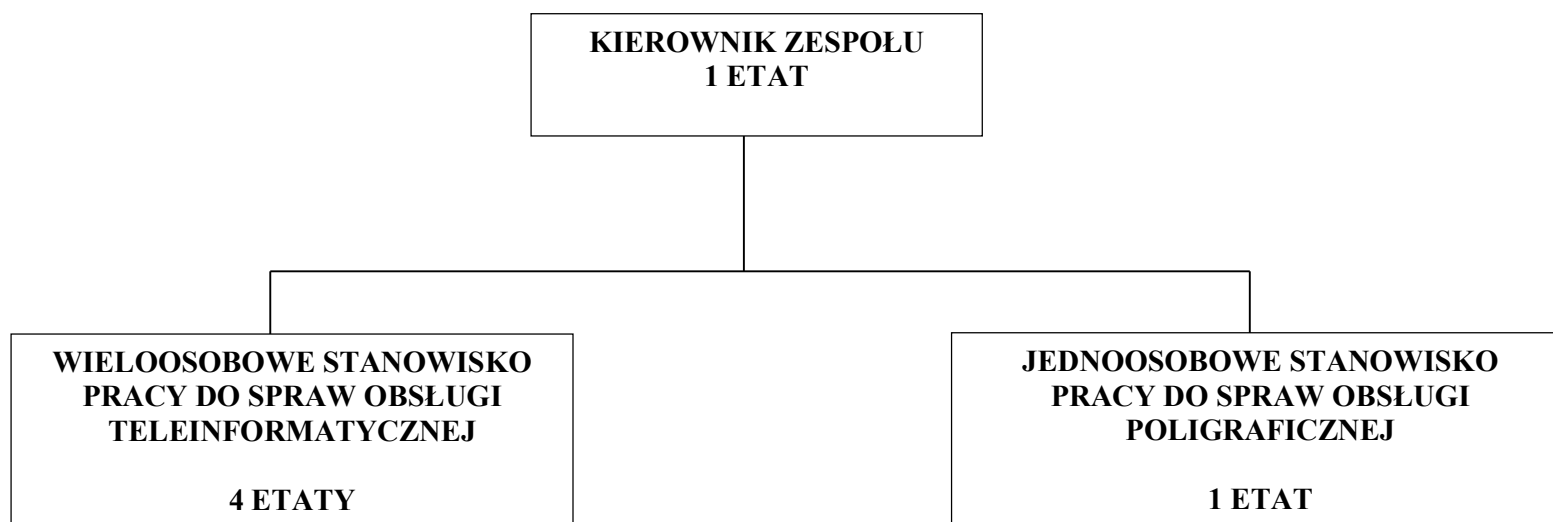 KIEROWNIK ZESPOŁU
1 ETAT
WIELOOSOBOWE STANOWISKO
PRACY DO SPRAW OBSŁUGI
TELEINFORMATYCZNEJ
4 ETATY
JEDNOOSOBOWE STANOWISKO
PRACY DO SPRAW OBSŁUGI
POLIGRAFICZNEJ
1 ETAT